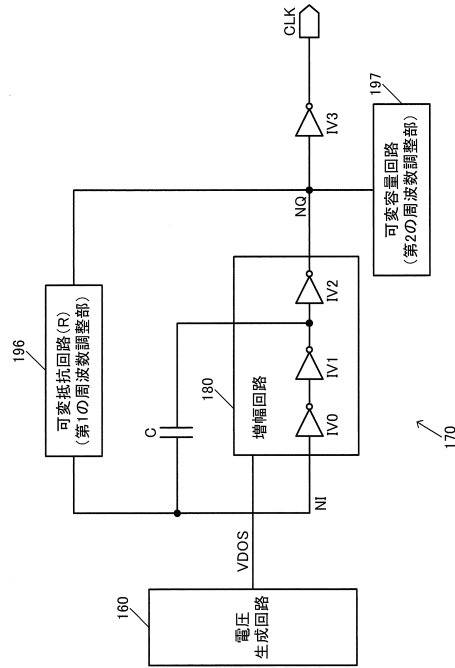 196
可変抵抗回路(R)
(第1の周波数調整部)
C
180
増幅回路
IV0
IV1
IV2
NI
NQ
IV3
CLK
197
可変容量回路
(第2の周波数調整部)
VDOS
160
電圧
生成回路
170